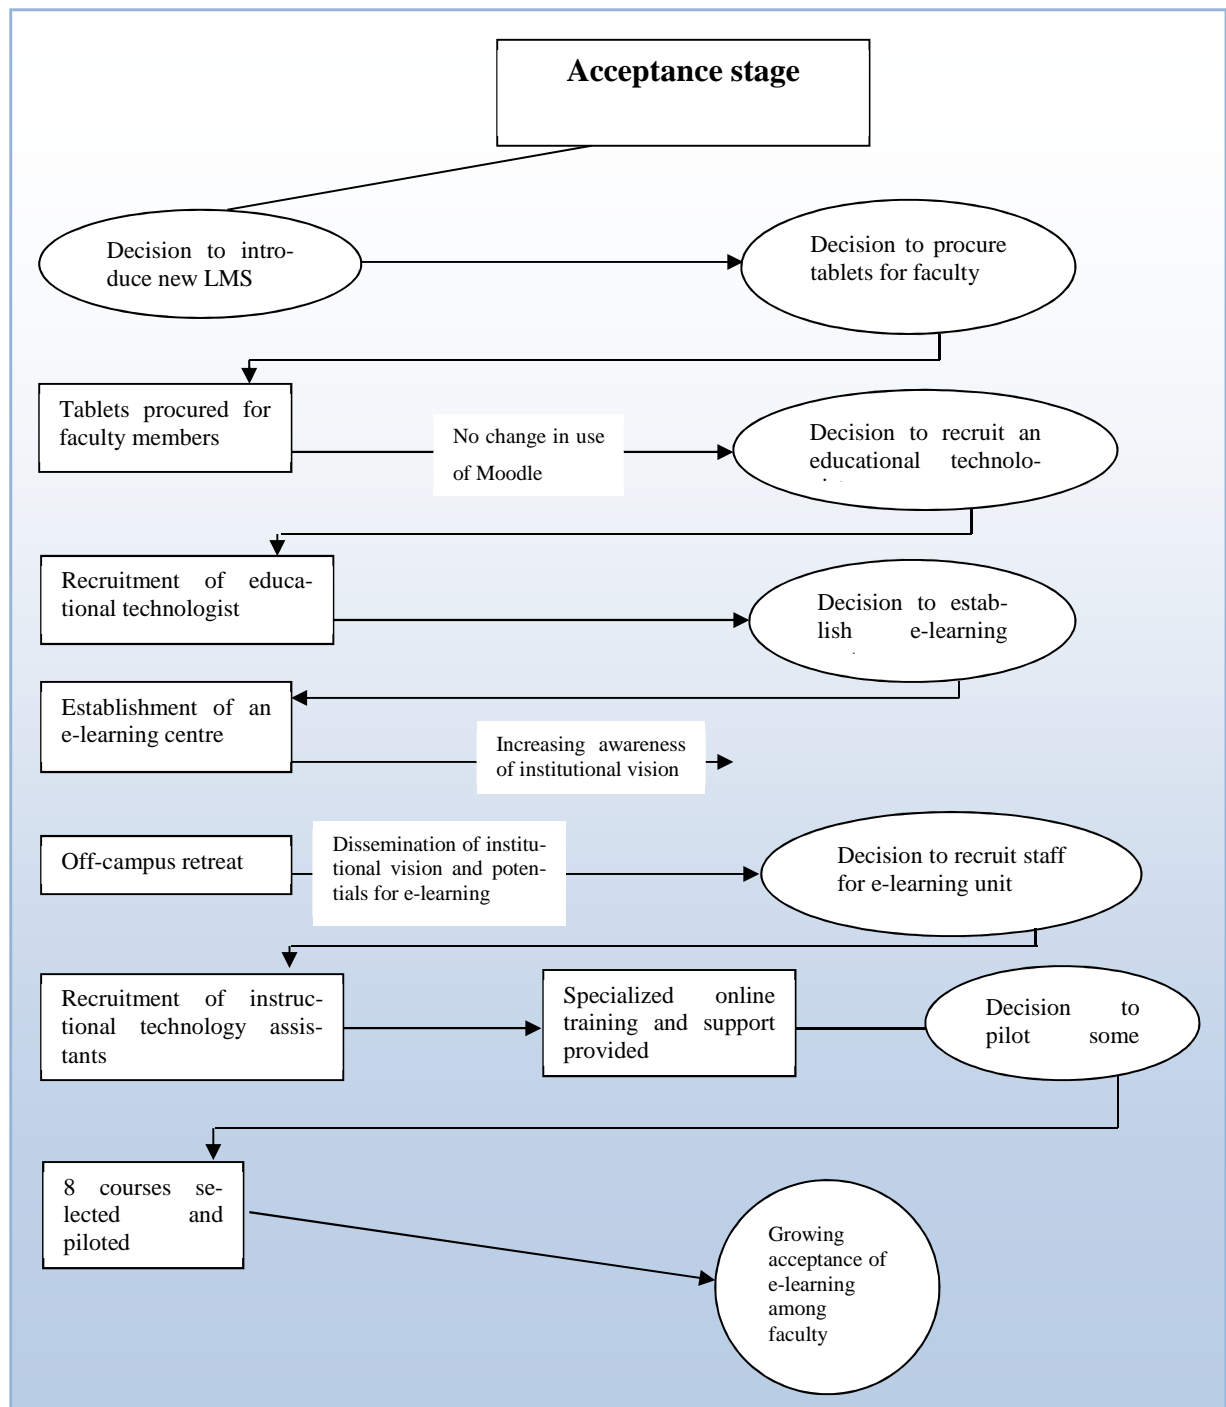 Acceptance stage
Decision to intro-
duce new LMS
Decision to procure
tablets for faculty
Tablets procured for
faculty members
No change in use
of Moodle
Decision to recruit an
educational technolo-
Recruitment of educa-
tional technologist
Decision to estab-
lish e-learning
Establishment of an
e-learning centre
Increasing awareness
of institutional vision
Off-campus retreat
Dissemination of institu-
tional vision and poten-
tials for e-learning
Decision to recruit staff
for e-learning unit
Recruitment of instruc-
tional technology assis-
tants
Specialized online
training and support
provided
Decision to
pilot some
8 courses se-
lected and
piloted
Growing
acceptance of
e-learning
among
faculty